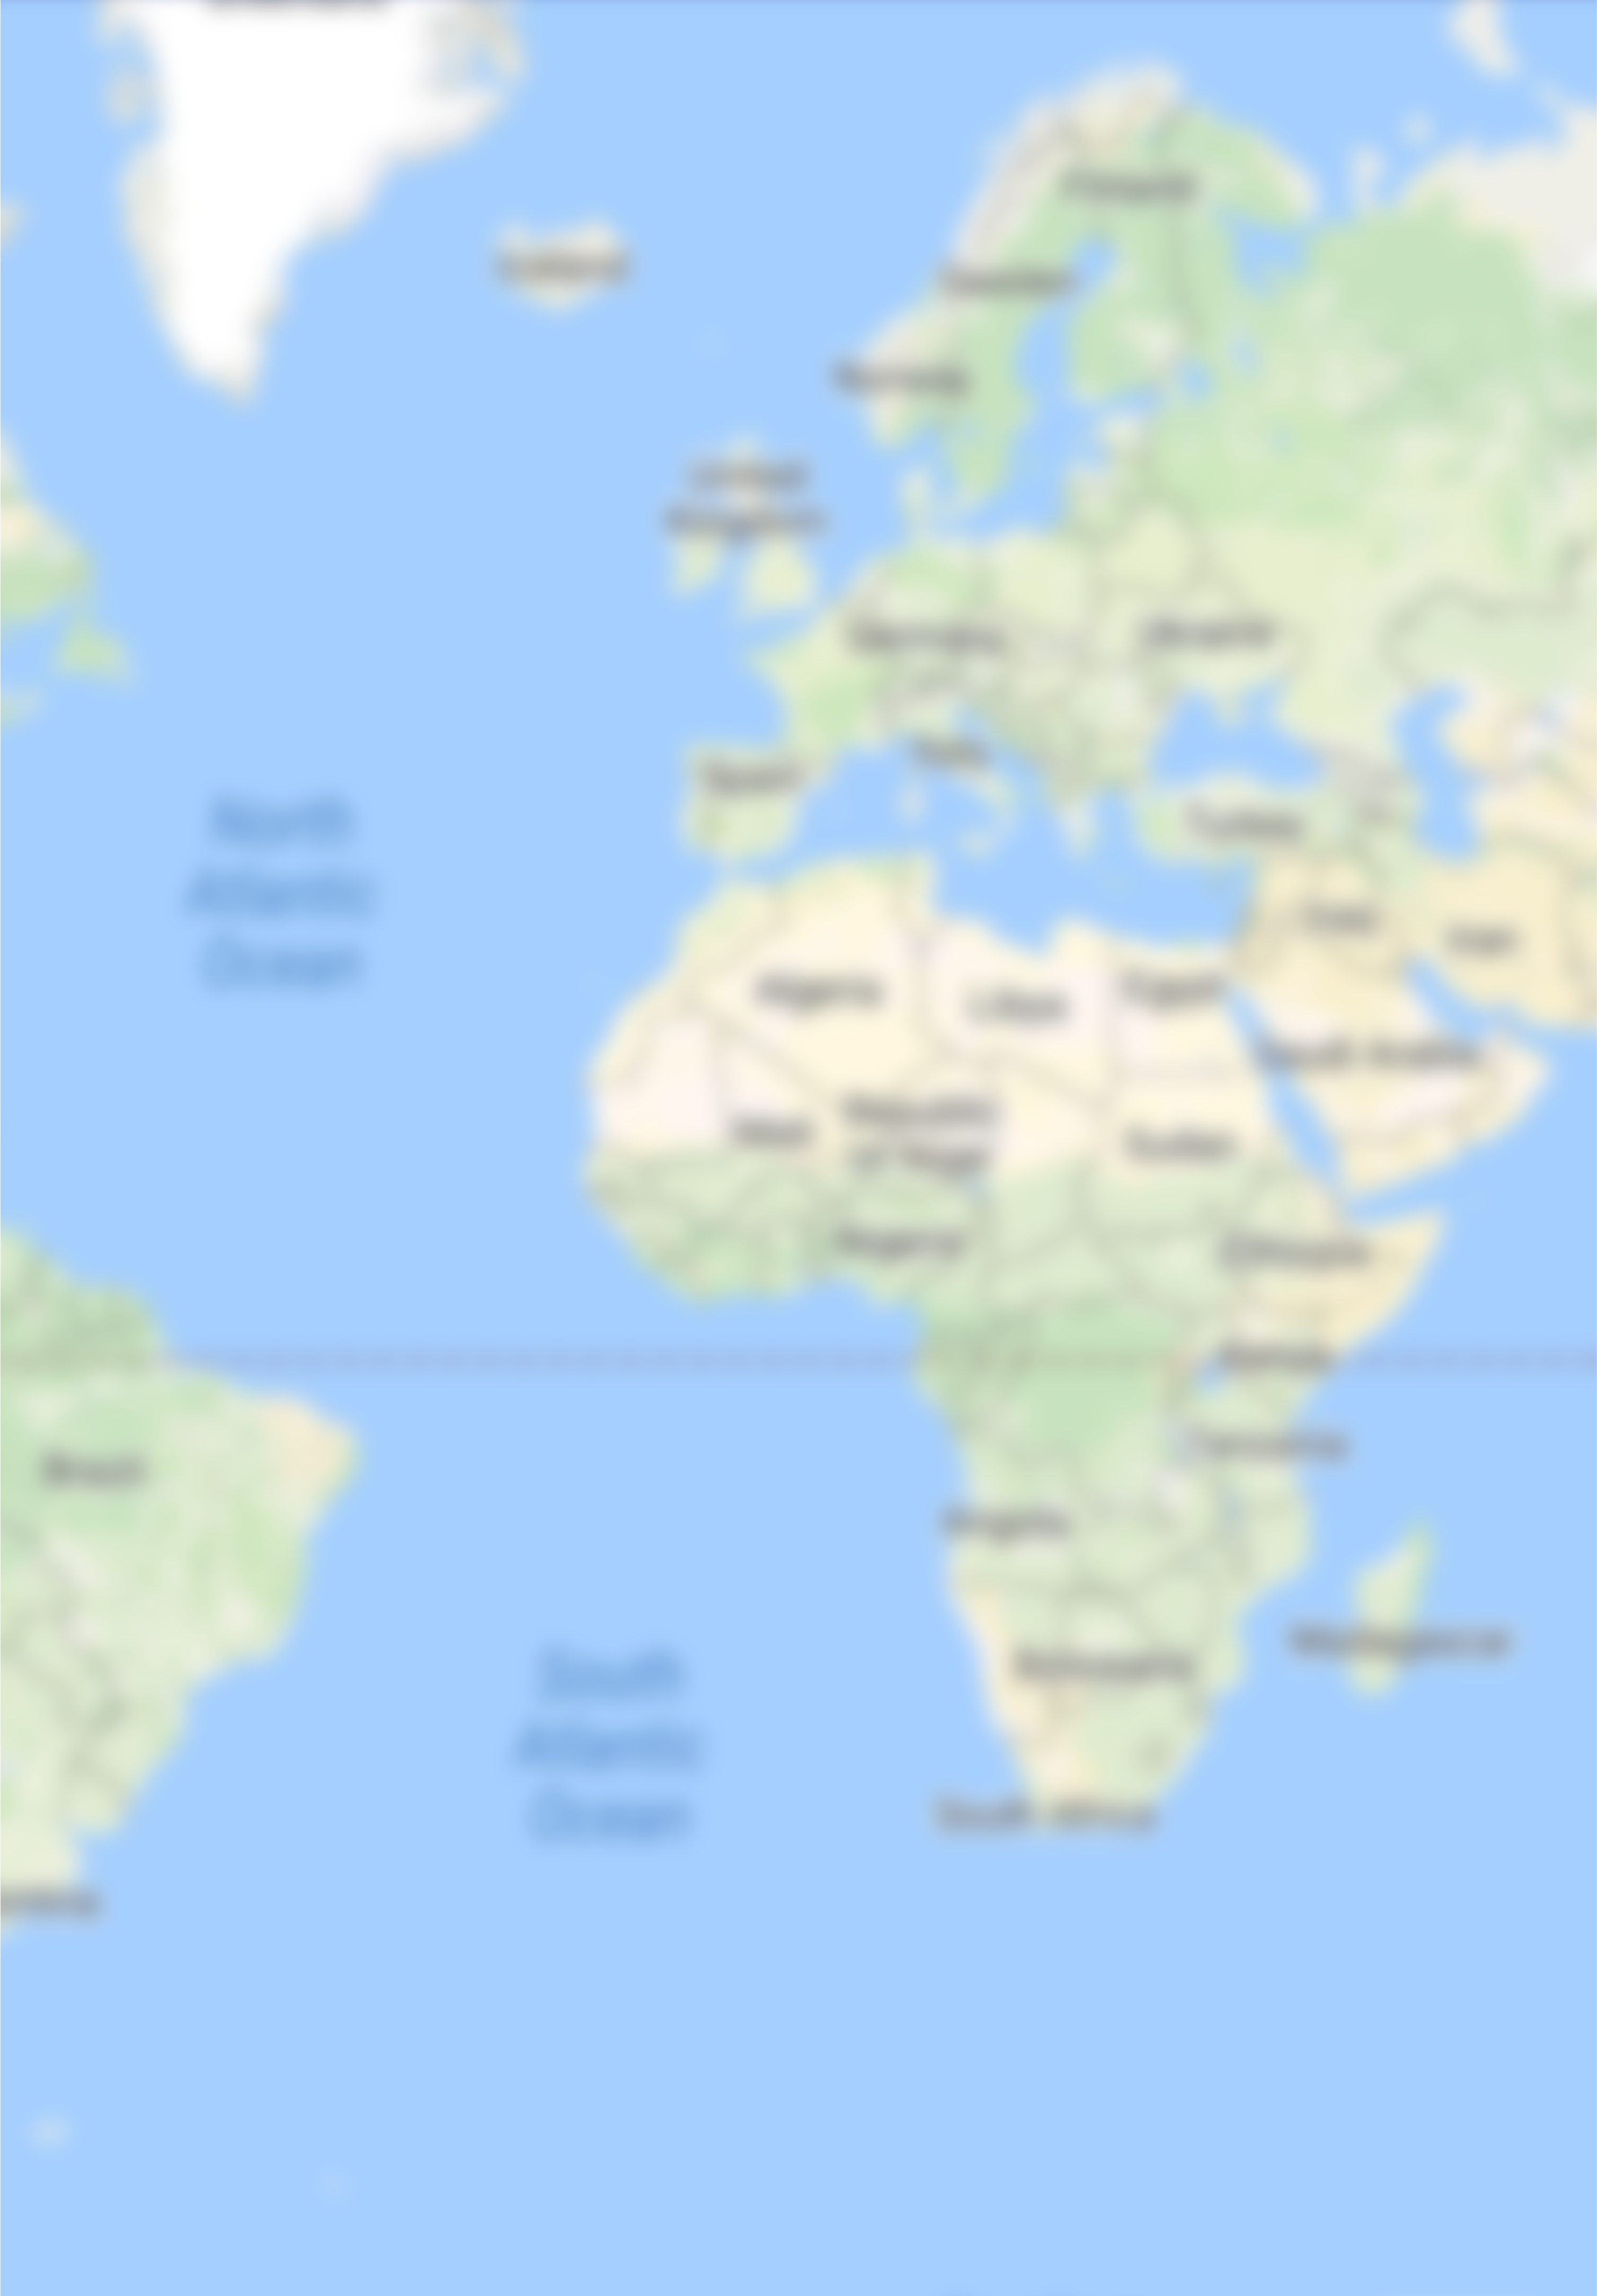 Iceland
Finland
Sweden
Norway
United
Kingdom
Germany
Ukraine
Spain
Italy
Turkey
North
Atlantic
Ocean
Iraq
Iran
Algeria
Libya
Egypt
Saudi Arabia
Mali
Republic
of Niger
Sudan
Nigeria
Ethiopia
Kenya
Tanzania
Brazil
Angola
Madagascar
Botswana
South
Atlantic
Ocean
South Africa